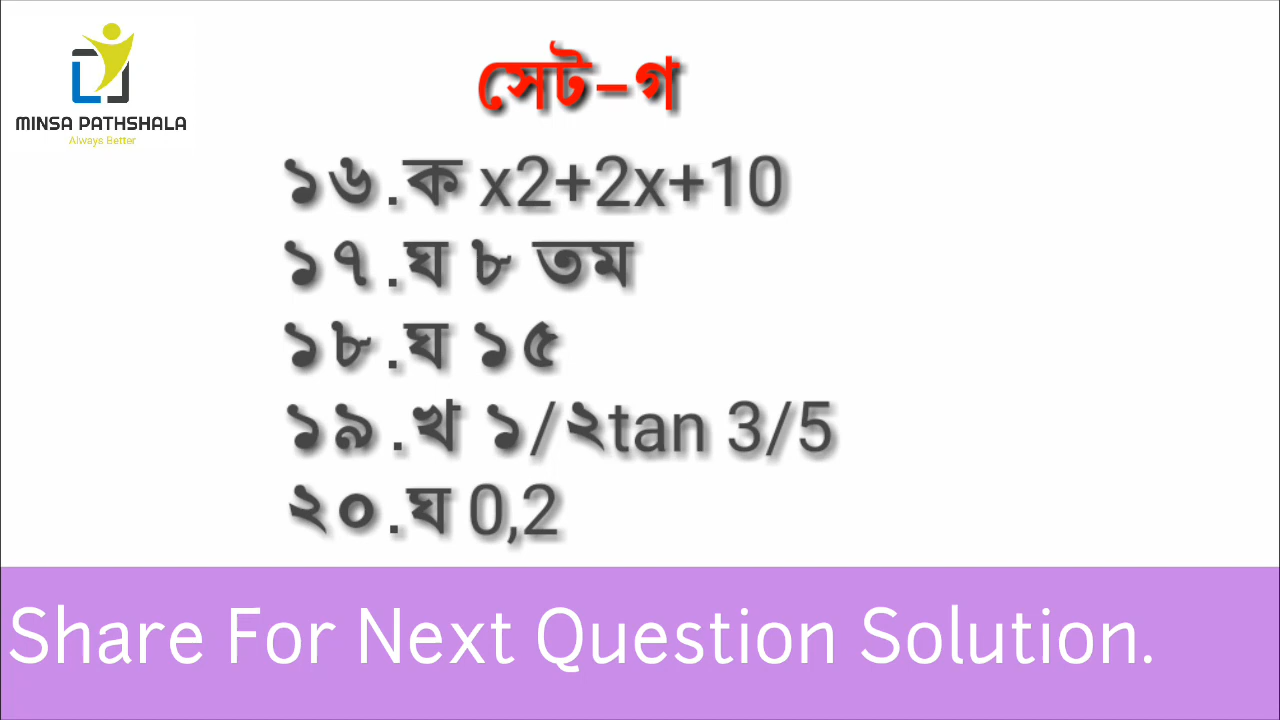 MINSA PATHSHALA
Always Better
সেট-গ
১৬.ক x2+2x+10
১৭.ঘ ৮ তম
১৮.ঘ ১৫
১৯.খ ১/২tan 3/5
২০.ঘ 0,2
Share For Next Question Solution.